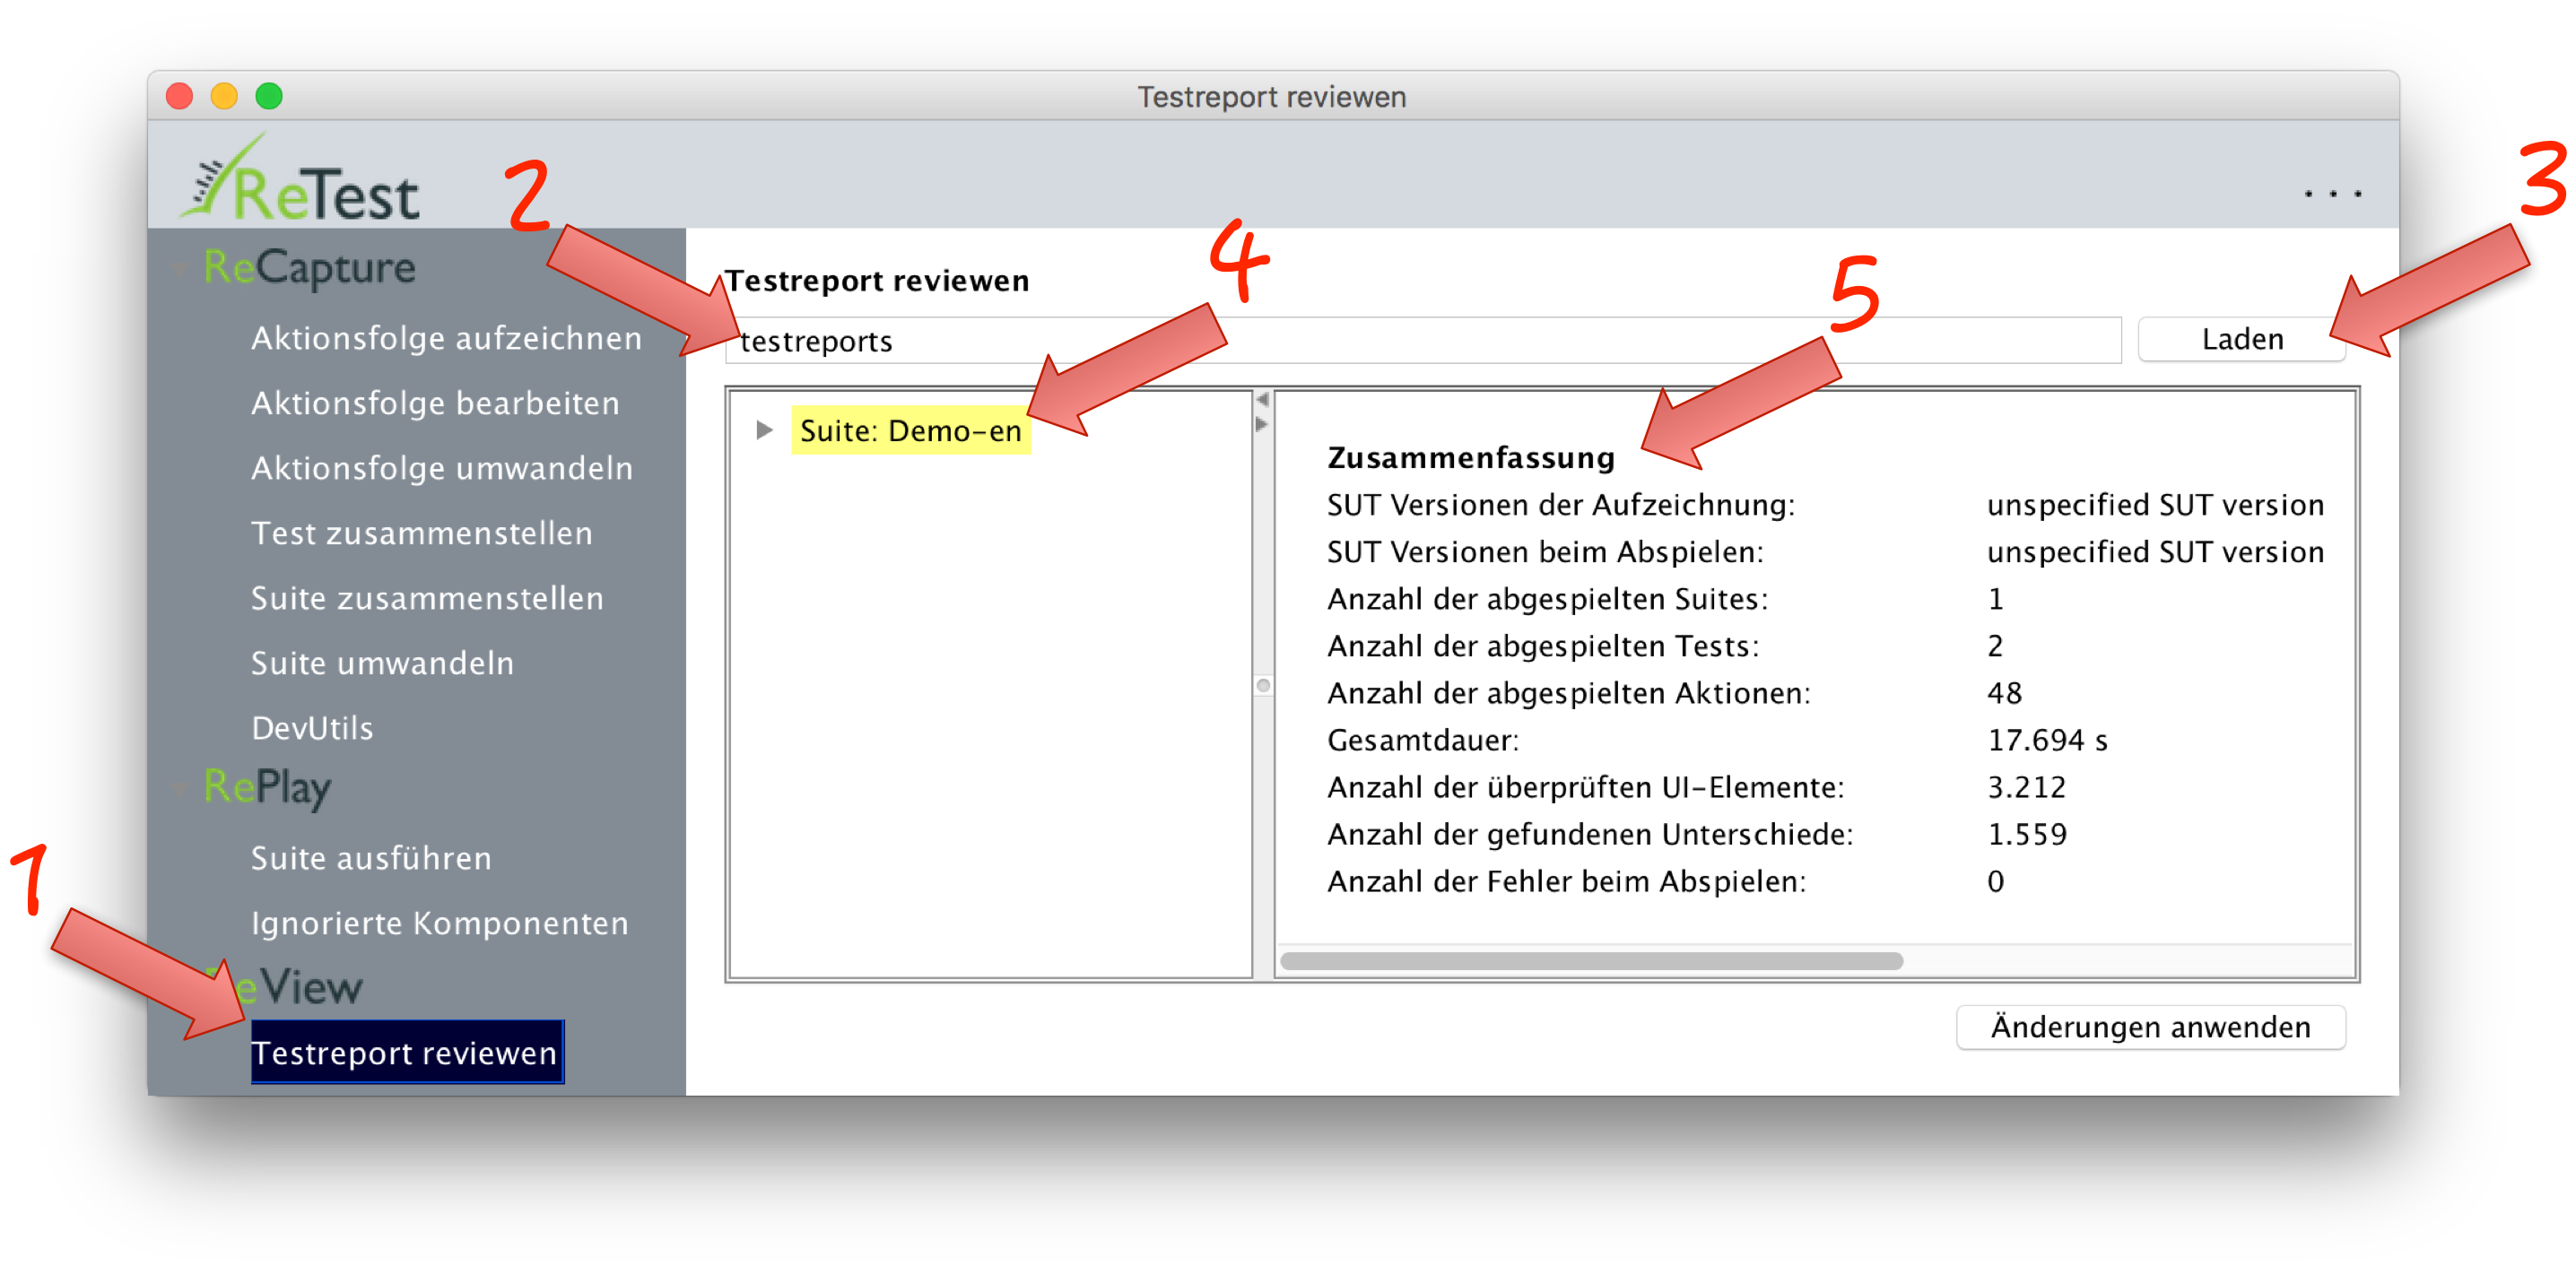 Testreport reviewen
ReTest
...
2
3
ReCapture
Aktionsfolge aufzeichnen
Aktionsfolge bearbeiten
Aktionsfolge umwandeln
Test zusammenstellen
Suite zusammenstellen
Suite umwandeln
DevUtils
RePlay
Suite ausführen
Ignorierte Komponenten
1
eView
Testreport reviewen
4
5
Testreport reviewen
testreports
Laden
Suite: Demo-en
Zusammenfassung
SUT Versionen der Aufzeichnung: unspecified SUT version
SUT Versionen beim Abspielen: unspecified SUT version
Anzahl der abgespielten Suites: 1
Anzahl der abgespielten Tests: 2
Anzahl der abgespielten Aktionen: 48
Gesamtdauer: 17.694 s
Anzahl der überprüften UI-Elemente: 3.212
Anzahl der gefundenen Unterschiede: 1.559
Anzahl der Fehler beim Abspielen: 0
Änderungen anwenden